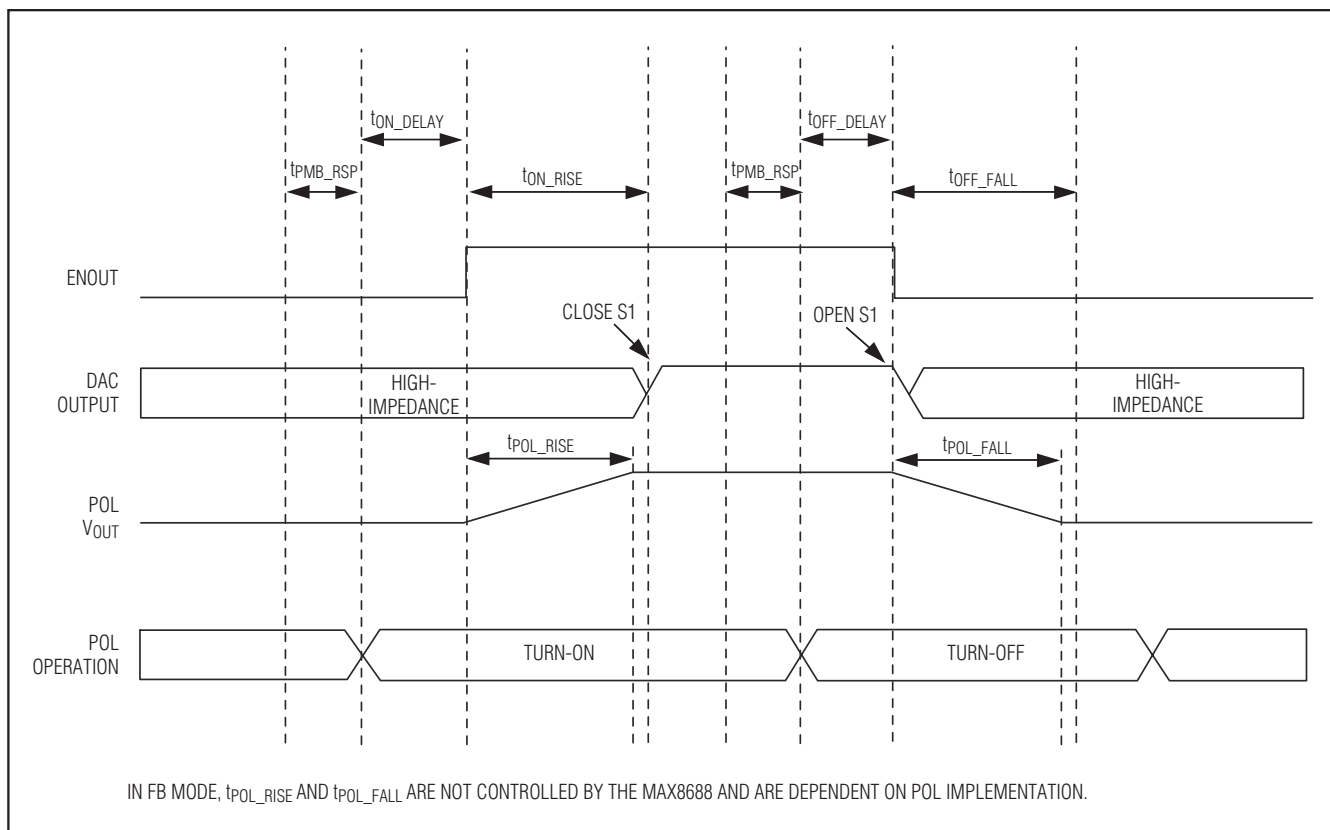 tON_DELAY
tOFF_DELAY
tPMB_RSP
tON_RISE
tPMB_RSP
tOFF_FALL
ENOUT
CLOSE S1
OPEN S1
DAC
OUTPUT
HIGH-
IMPEDANCE
HIGH-
IMPEDANCE
tPOL_RISE
tPOL_FALL
POL
VOUT
POL
OPERATION
TURN-ON
TURN-OFF
IN FB MODE, tPOL_RISE AND tPOL_FALL ARE NOT CONTROLLED BY THE MAX8688 AND ARE DEPENDENT ON POL IMPLEMENTATION.